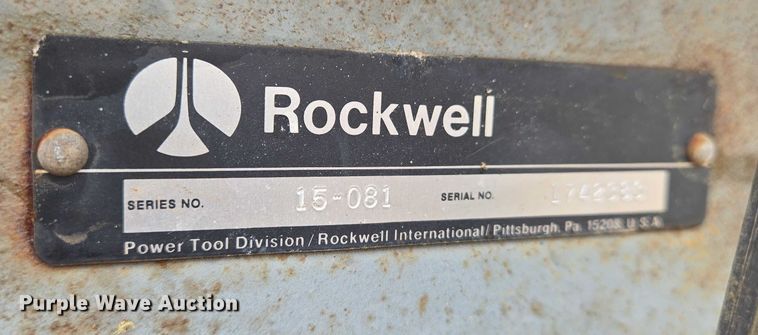 Rockwell
SERIES NO. 15-081 SERIAL NO.
Power Tool Division/Rockwell International/Pittsburgh, Pa. 15208, U.S.A.
Purple Wave Auction